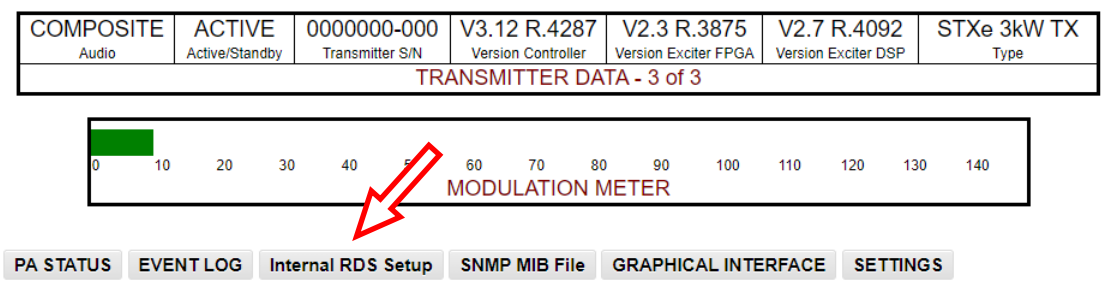 COMPOSITE ACTIVE 0000000-000 V3.12 R.4287 V2.3 R.3875 V2.7 R.4092 STXe 3kW TX
Audio Active/Standby Transmitter S/N Version Controller Version Exciter FPGA Version Exciter DSP Type
TRANSMITTER DATA - 3 of 3
0 10 20 30 40 60 70 80 90 100 110 120 130 140
MODULATION METER
PA STATUS EVENT LOG Internal RDS Setup SNMP MIB File GRAPHICAL INTERFACE SETTINGS